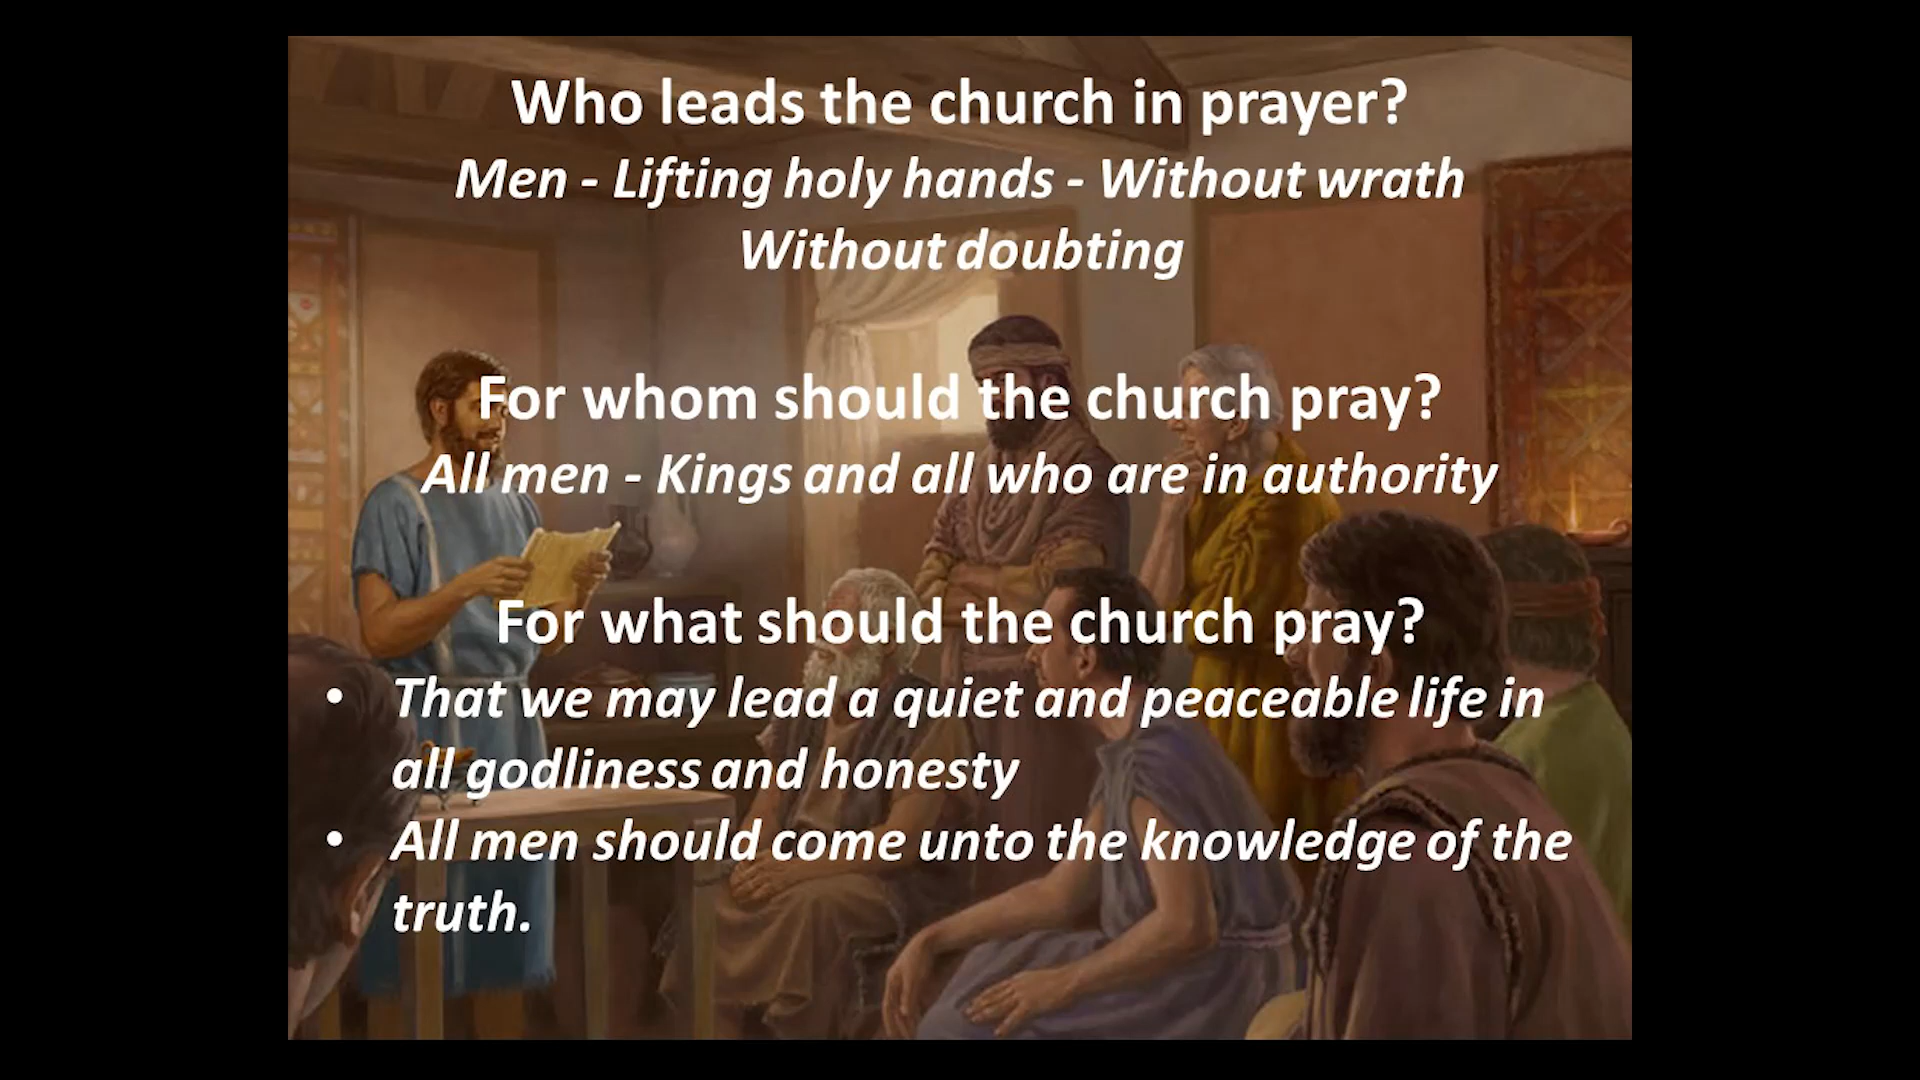 Who leads the church in prayer?
Men - Lifting holy hands - Without wrath
Without doubting
For whom should the church pray?
All men - Kings and all who are in authority
For what should the church pray?
• That we may lead a quiet and peaceable life in
all godliness and honesty
• All men should come unto the knowledge of the
truth.